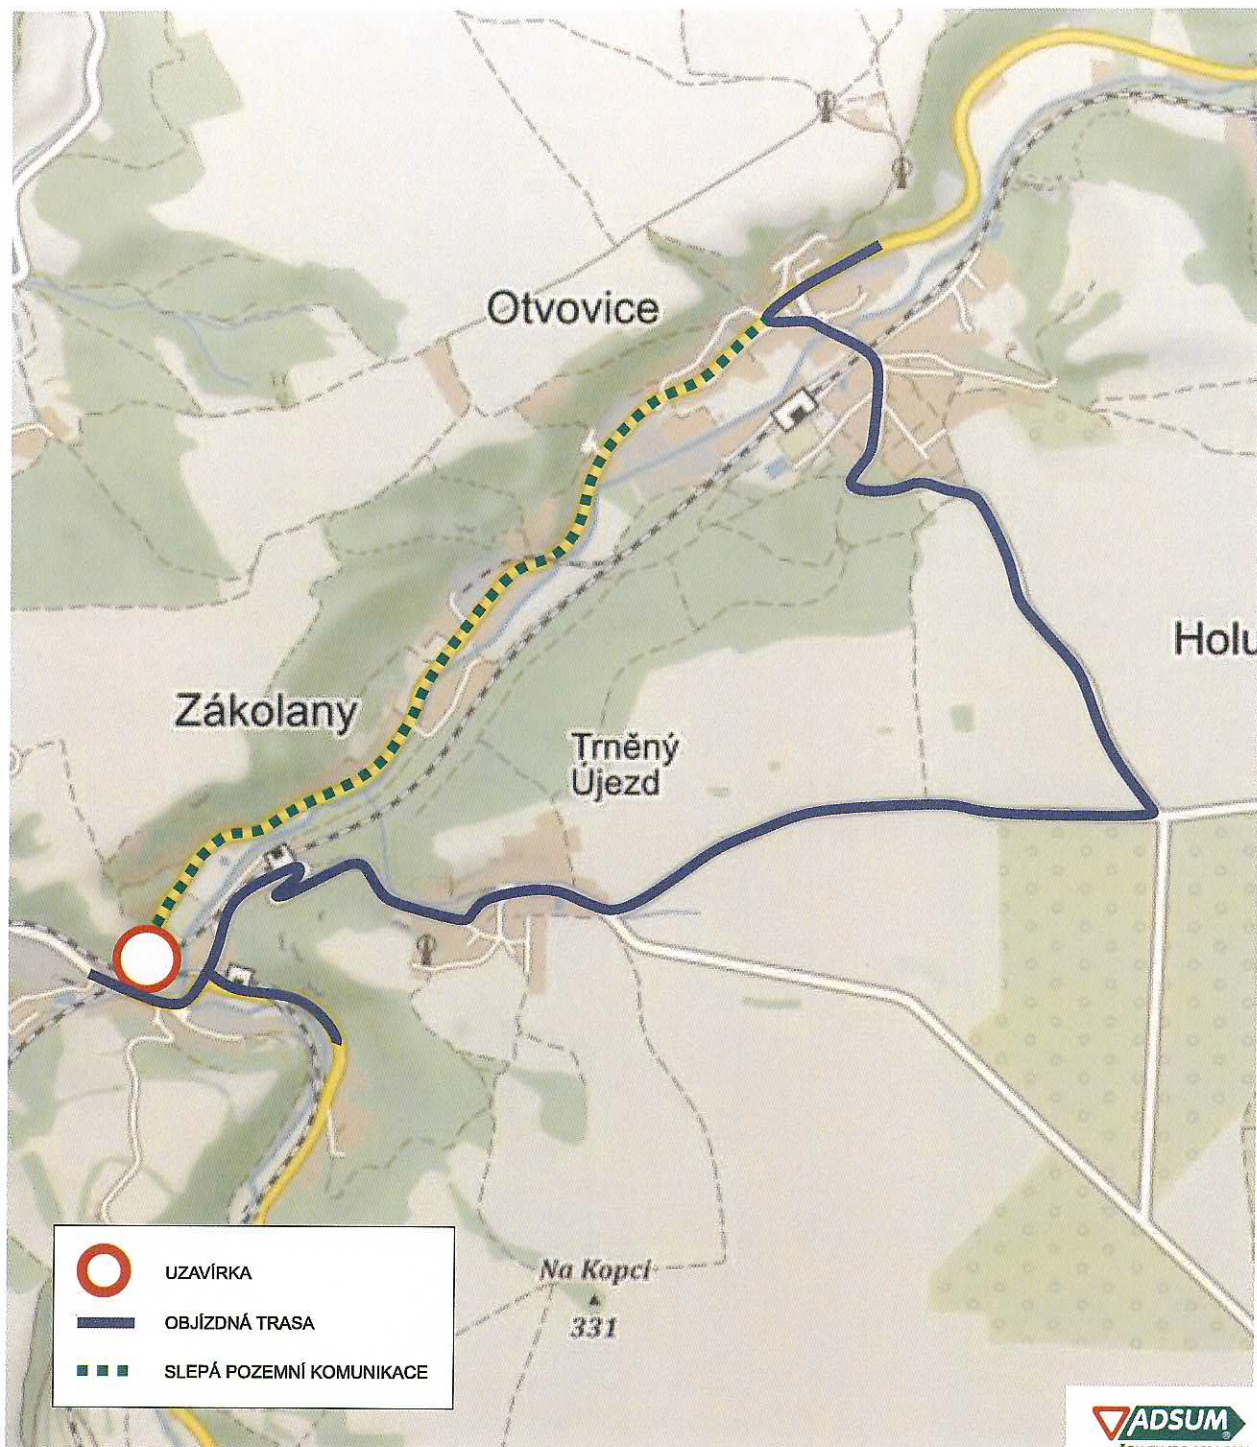 Otvovice
Holu
Zákolany
Trněný
Újezd
Na Kopci
331
UZAVÍRKA
OBJÍZDNÁ TRASA
SLEPÁ POZEMNÍ KOMUNIKACE
ADSUM